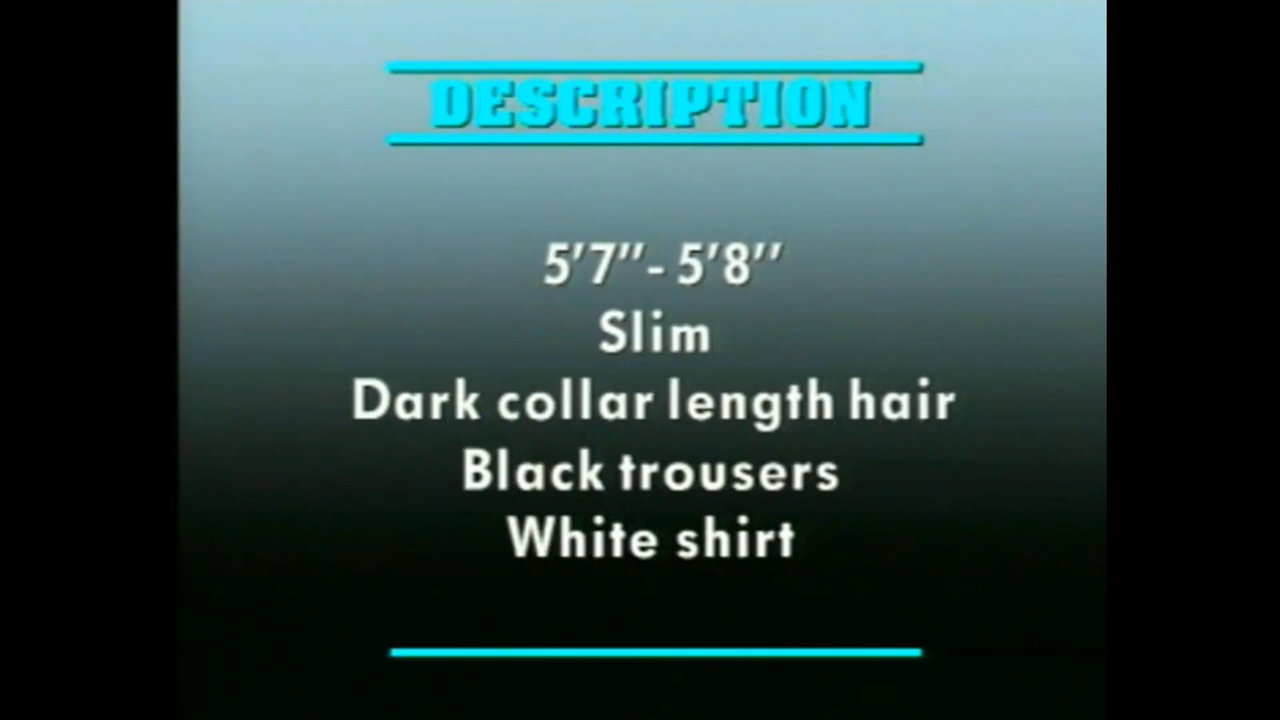 DESCRIPTION
5'7"- 5'8''
Slim
Dark collar length hair
Black trousers
White shirt